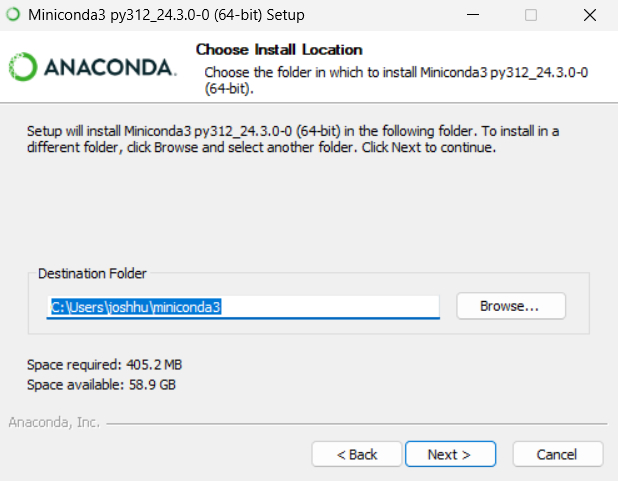 Miniconda3 py312_24.3.0-0 (64-bit) Setup
ANACONDA.
Choose Install Location
Choose the folder in which to install Miniconda3 py312_24.3.0-0
(64-bit).
Setup will install Miniconda3 py312_24.3.0-0 (64-bit) in the following folder. To install in a
different folder, click Browse and select another folder. Click Next to continue.
Destination Folder
C:\Users\joshhu\miniconda3
Browse...
Space required: 405.2 MB
Space available: 58.9 GB
Anaconda, Inc.
< Back
Next >
Cancel